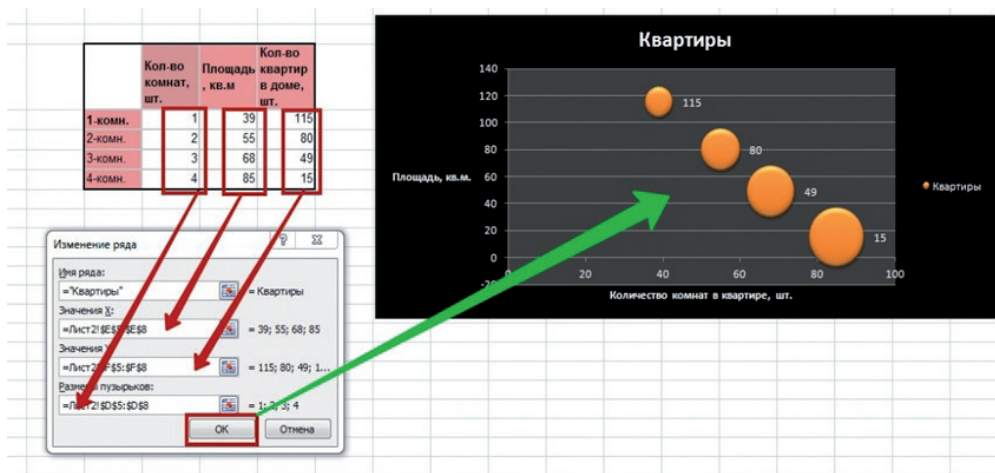 Кол-во комнат, шт.
Площадь, кв.м
Кол-во квартир в доме, шт.
1-комн. 1 39 115
2-комн. 2 55 80
3-комн. 3 68 49
4-комн. 4 85 15
Изменение ряда
Имя ряда:
="Квартиры" = Квартиры
Значения X:
=Лист2!$E$5:$E$8 = 39; 55; 68; 85
Значения
= 115; 80; 49; 1...
Размеры пузырьков:
= 1; 2; 3; 4
OK Отмена
Квартиры
140
120
100
80
60
40
20
0
-20
0 20 40 60 80 100
115
80
49
15
Площадь, кв.м.
Количество комнат в квартире, шт.
Квартиры